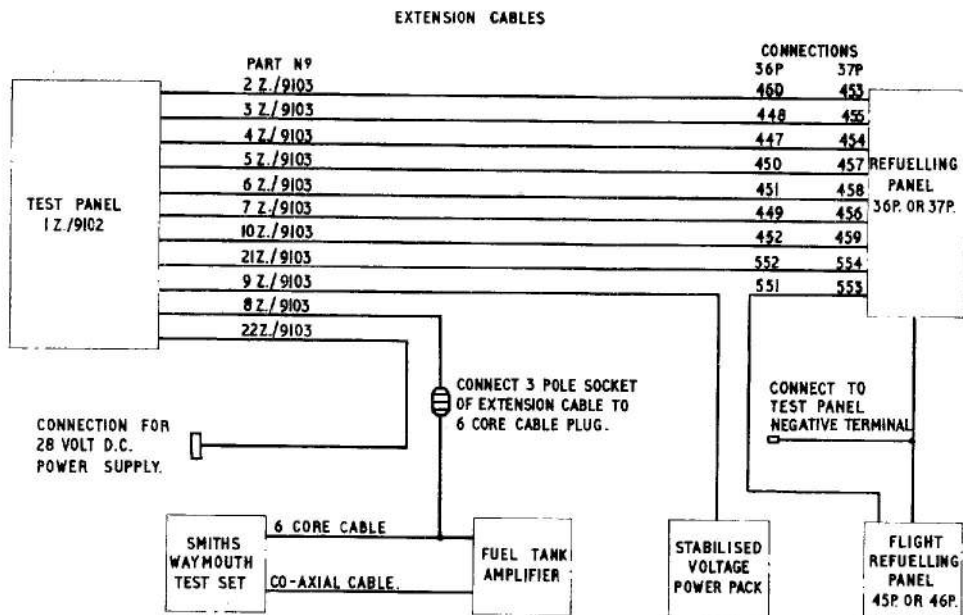 EXTENSION CABLES
PART Nº
CONNECTIONS
36P 37P
2 Z./9103 460 453
3 Z./9103 448 455
4 Z./9103 447 454
5 Z./9103 450 457
6 Z./9103 451 458
7 Z./9103 449 456
10Z./9103 452 459
21Z./9103 552 554
9 Z./9103 551 553
8 Z./9103
22Z./9103
TEST PANEL
1 Z./9102
REFUELLING
PANEL
36P. OR 37P.
CONNECT 3 POLE SOCKET
OF EXTENSION CABLE TO
6 CORE CABLE PLUG.
CONNECT TO
TEST PANEL
NEGATIVE TERMINAL
CONNECTION FOR
28 VOLT D.C.
POWER SUPPLY.
6 CORE CABLE
CO-AXIAL CABLE.
SMITHS
WAYMOUTH
TEST SET
FUEL TANK
AMPLIFIER
STABILISED
VOLTAGE
POWER PACK
FLIGHT
REFUELLING
PANEL
45P. OR 46P.